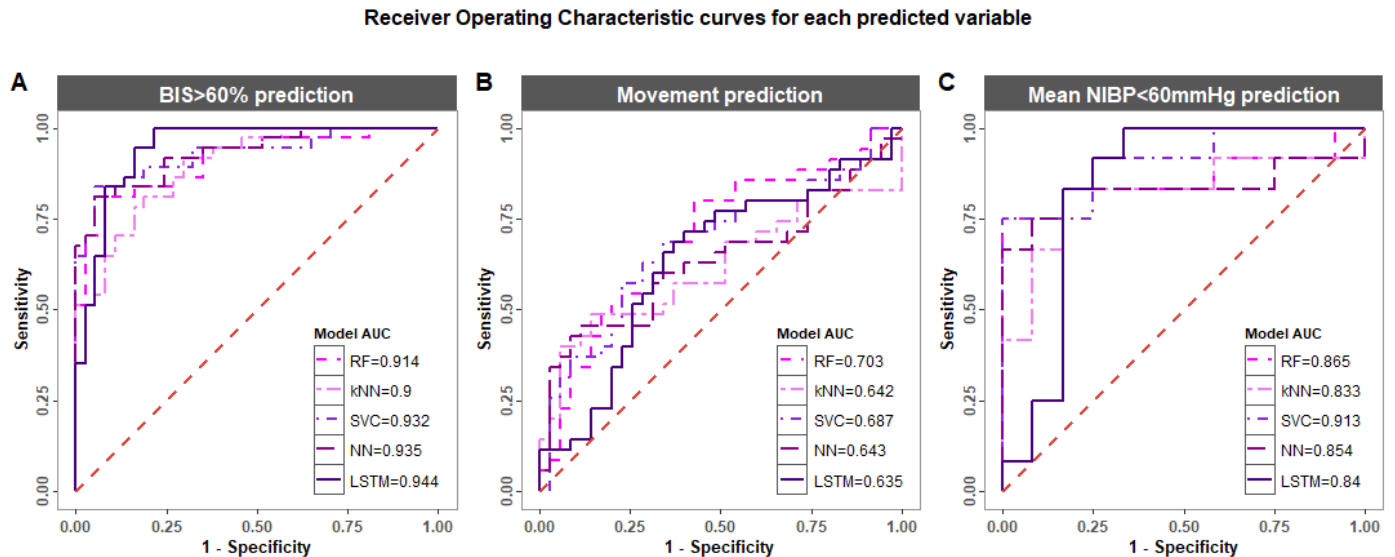 Receiver Operating Characteristic curves for each predicted variable
A
BIS>60% prediction
Sensitivity
1.00
0.75
0.50
0.25
0.00
Model AUC
RF=0.914
kNN=0.9
SVC=0.932
NN=0.935
LSTM=0.944
0.00 0.25 0.50 0.75 1.00
1 - Specificity
B
Movement prediction
Sensitivity
1.00
0.75
0.50
0.25
0.00
Model AUC
RF=0.703
kNN=0.642
SVC=0.687
NN=0.643
LSTM=0.635
0.00 0.25 0.50 0.75 1.00
1 - Specificity
C
Mean NIBP<60mmHg prediction
Sensitivity
1.00
0.75
0.50
0.25
0.00
Model AUC
RF=0.865
kNN=0.833
SVC=0.913
NN=0.854
LSTM=0.84
0.00 0.25 0.50 0.75 1.00
1 - Specificity